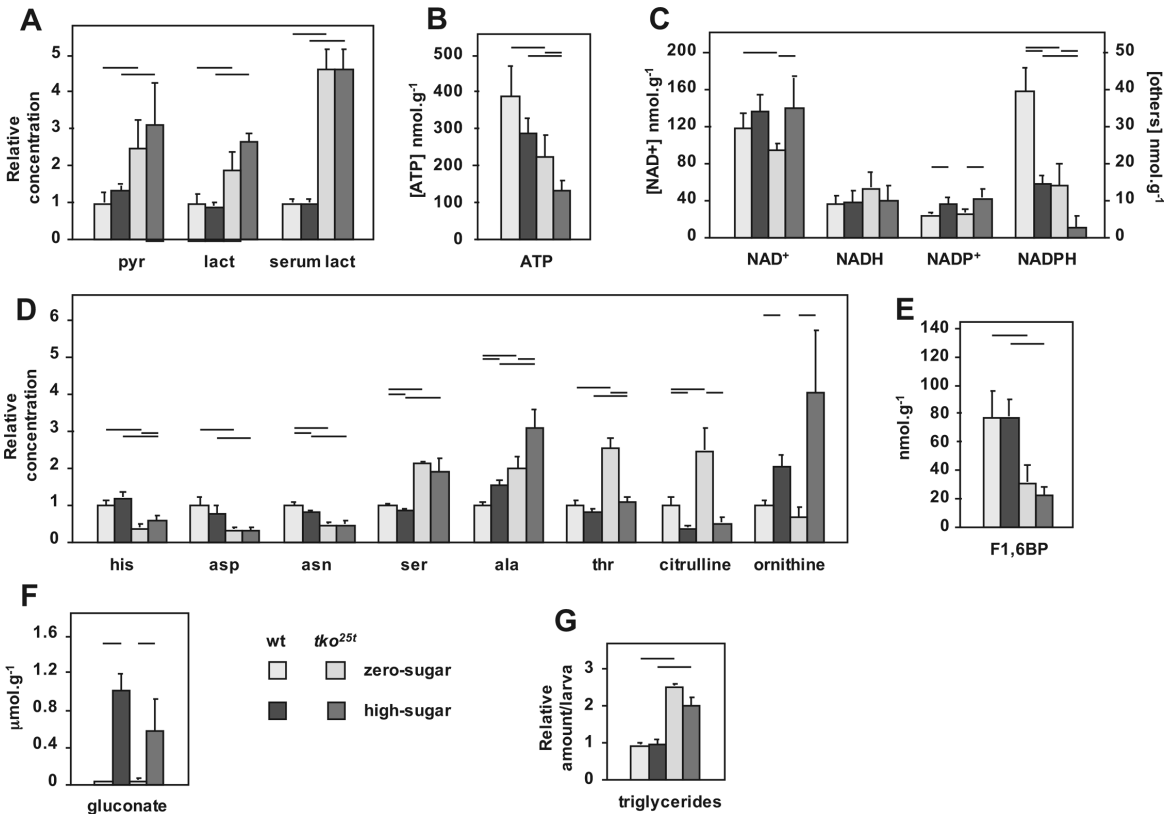 A
Relative
concentration
5
4
3
2
1
0
pyr
lact
serum lact
B
[ATP] nmol.g-1
500
400
300
200
100
0
ATP
C
[NAD+] nmol.g-1
200
160
120
80
40
0
50
40
30
20
10
0
[others] nmol.g-1
NAD+
NADH
NADP+
NADPH
D
Relative
concentration
6
5
4
3
2
1
0
his
asp
asn
ser
ala
thr
citrulline
ornithine
E
nmol.g-1
140
120
100
80
60
40
20
0
F1,6BP
F
μmol.g-1
1.6
1.2
0.8
0.4
0
gluconate
wt
tko25t
zero-sugar
high-sugar
G
Relative
amount/larva
3
2
1
0
triglycerides